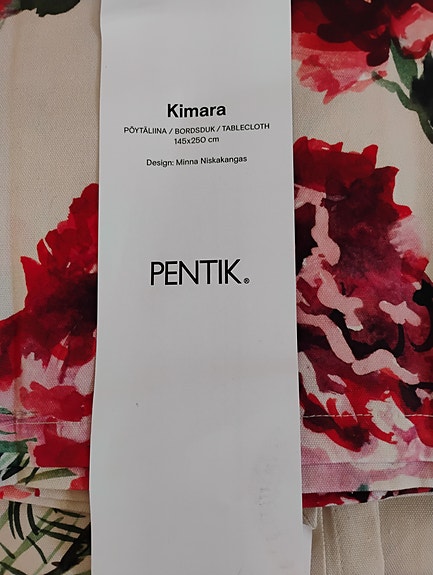 Kimara
PÖYTÄLIINA / BORDSDUK / TABLECLOTH
145x250 cm
Design: Minna Niskakangas
PENTIK®